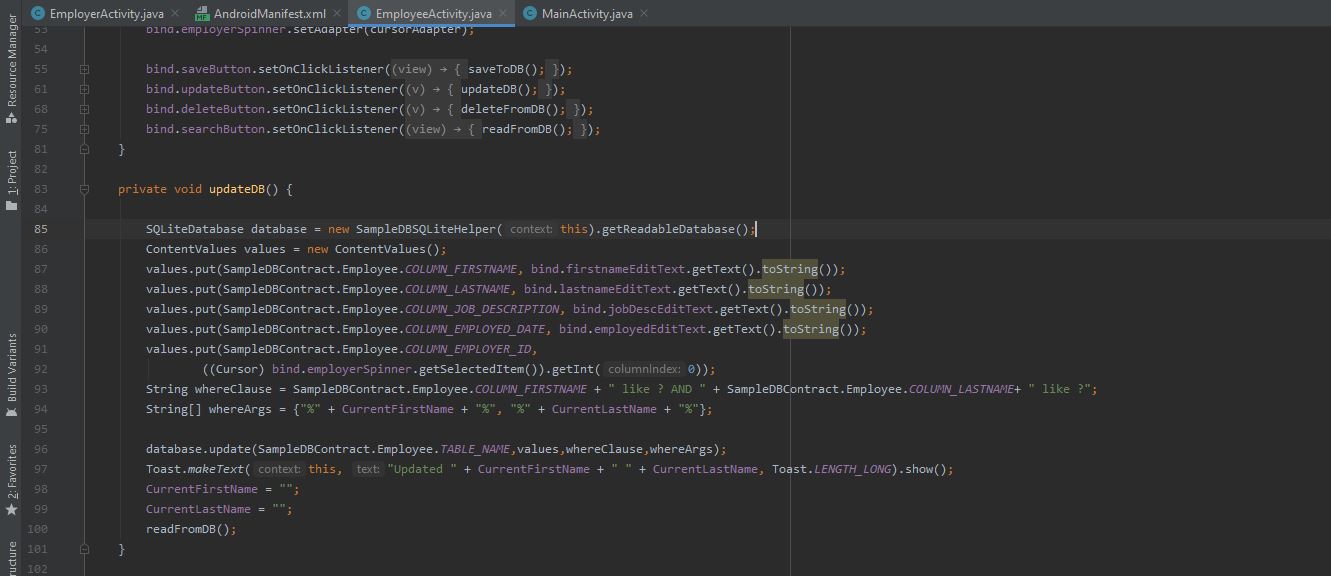 EmployerActivity.java × AndroidManifest.xml × EmployeeActivity.java × MainActivity.java ×
Resource Manager
1: Project
Build Variants
2: Favorites
ructure
53 bind.employerSpinner.setAdapter(cursorAdapter);
54
55 bind.saveButton.setOnClickListener((view) → { saveToDB(); });
61 bind.updateButton.setOnClickListener((v) → { updateDB(); });
68 bind.deleteButton.setOnClickListener((v) → { deleteFromDB(); });
75 bind.searchButton.setOnClickListener((view) → { readFromDB(); });
81 }
82
83 private void updateDB() {
84
85 SQLiteDatabase database = new SampleDBSQLiteHelper( context: this).getReadableDatabase();
86 ContentValues values = new ContentValues();
87 values.put(SampleDBContract.Employee.COLUMN_FIRSTNAME, bind.firstnameEditText.getText().toString());
88 values.put(SampleDBContract.Employee.COLUMN_LASTNAME, bind.lastnameEditText.getText().toString());
89 values.put(SampleDBContract.Employee.COLUMN_JOB_DESCRIPTION, bind.jobDescEditText.getText().toString());
90 values.put(SampleDBContract.Employee.COLUMN_EMPLOYED_DATE, bind.employedEditText.getText().toString());
91 values.put(SampleDBContract.Employee.COLUMN_EMPLOYER_ID,
92 ((Cursor) bind.employerSpinner.getSelectedItem()).getInt( columnIndex: 0));
93 String whereClause = SampleDBContract.Employee.COLUMN_FIRSTNAME + " like ? AND " + SampleDBContract.Employee.COLUMN_LASTNAME+ " like ?";
94 String[] whereArgs = {"%" + CurrentFirstName + "%", "%" + CurrentLastName + "%"};
95
96 database.update(SampleDBContract.Employee.TABLE_NAME,values,whereClause,whereArgs);
97 Toast.makeText( context: this, text: "Updated " + CurrentFirstName + " " + CurrentLastName, Toast.LENGTH_LONG).show();
98 CurrentFirstName = "";
99 CurrentLastName = "";
100 readFromDB();
101 }
102